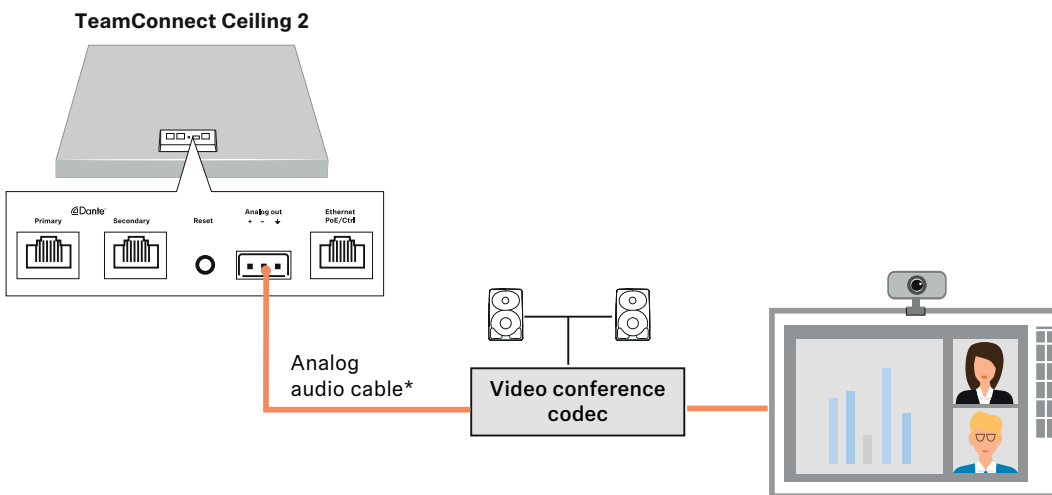 TeamConnect Ceiling 2
Dante
Primary
Secondary
Reset
Analog out
+ -
Ethernet
PoE/Ctrl
Analog
audio cable*
Video conference
codec